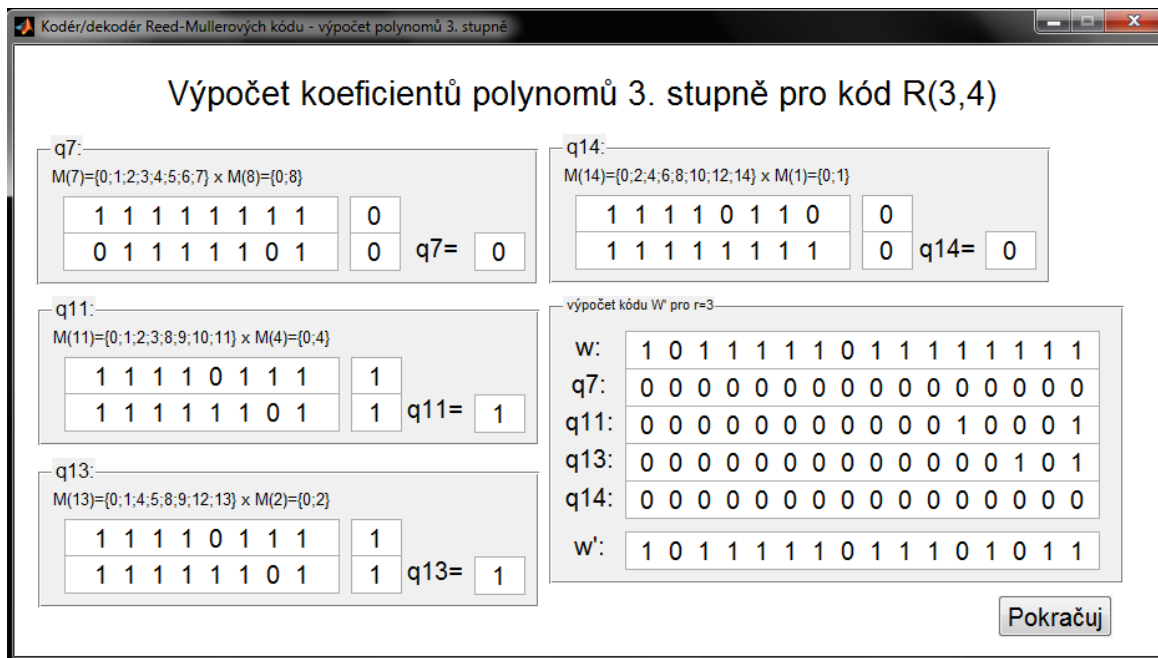 Kodér/dekodér Reed-Mullerových kódu - výpočet polynomů 3. stupně
Výpočet koeficientů polynomů 3. stupně pro kód R(3,4)
q7:
M(7)={0;1;2;3;4;5;6;7} x M(8)={0;8}
1 1 1 1 1 1 1 1 0
0 1 1 1 1 1 0 1 0 q7= 0
q11:
M(11)={0;1;2;3;8;9;10;11} x M(4)={0;4}
1 1 1 1 0 1 1 1 1
1 1 1 1 1 1 0 1 1 q11= 1
q13:
M(13)={0;1;4;5;8;9;12;13} x M(2)={0;2}
1 1 1 1 0 1 1 1 1
1 1 1 1 1 1 0 1 1 q13= 1
q14:
M(14)={0;2;4;6;8;10;12;14} x M(1)={0;1}
1 1 1 1 0 1 1 0 0
1 1 1 1 1 1 1 1 0 q14= 0
výpočet kódu W' pro r=3
w: 1 0 1 1 1 1 1 0 1 1 1 1 1 1 1 1
q7: 0 0 0 0 0 0 0 0 0 0 0 0 0 0 0 0
q11: 0 0 0 0 0 0 0 0 0 0 0 1 0 0 0 1
q13: 0 0 0 0 0 0 0 0 0 0 0 0 0 1 0 1
q14: 0 0 0 0 0 0 0 0 0 0 0 0 0 0 0 0
w': 1 0 1 1 1 1 1 0 1 1 1 0 1 0 1 1
Pokračuj